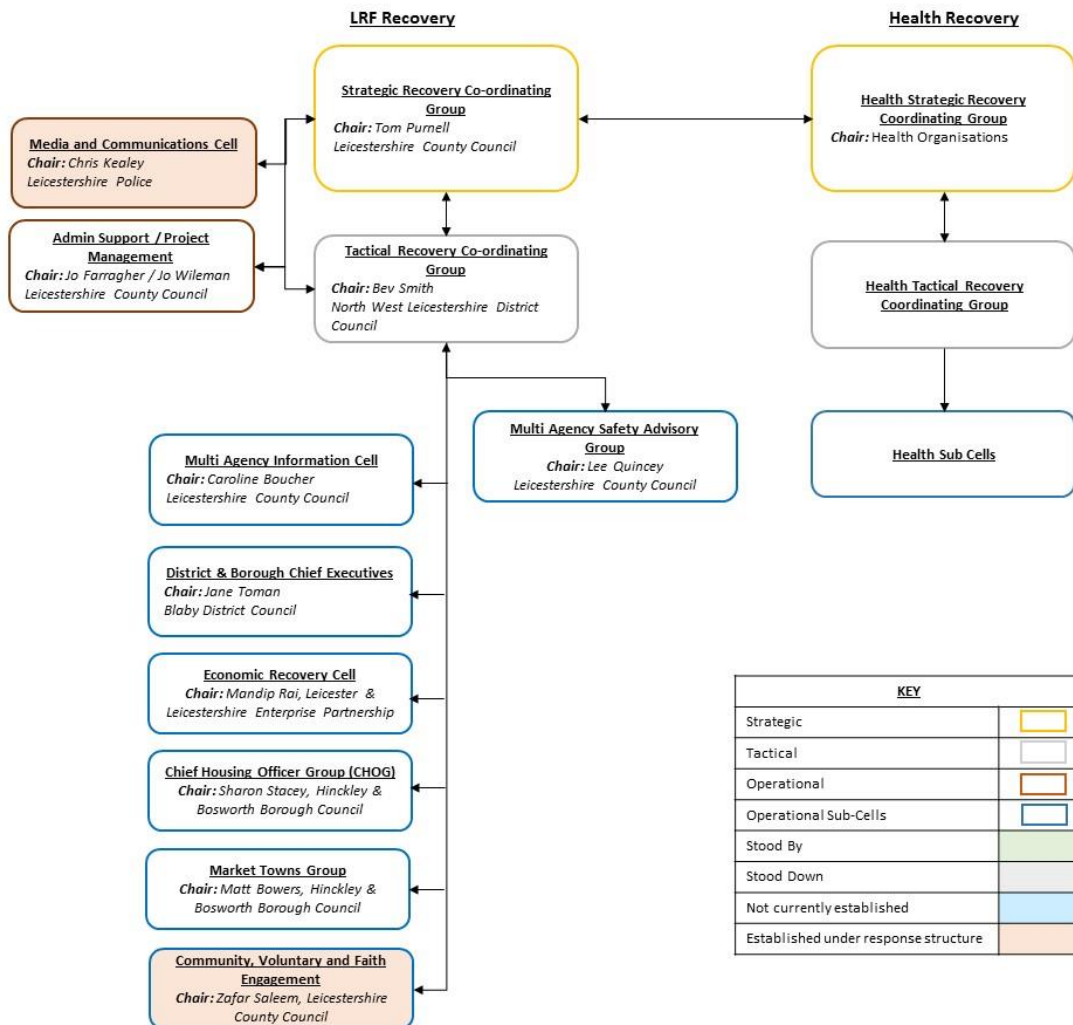 LRF Recovery
Health Recovery
Strategic Recovery Co-ordinating
Group
Chair: Tom Purnell
Leicestershire County Council
Health Strategic Recovery
Coordinating Group
Chair: Health Organisations
Media and Communications Cell
Chair: Chris Kealey
Leicestershire Police
Admin Support / Project
Management
Chair: Jo Farragher / Jo Wileman
Leicestershire County Council
Tactical Recovery Co-ordinating
Group
Chair: Bev Smith
North West Leicestershire District
Council
Health Tactical Recovery
Coordinating Group
Multi Agency Safety Advisory
Group
Chair: Lee Quincey
Leicestershire County Council
Health Sub Cells
Multi Agency Information Cell
Chair: Caroline Boucher
Leicestershire County Council
District & Borough Chief Executives
Chair: Jane Toman
Blaby District Council
Economic Recovery Cell
Chair: Mandip Rai, Leicester &
Leicestershire Enterprise Partnership
Chief Housing Officer Group (CHOG)
Chair: Sharon Stacey, Hinckley &
Bosworth Borough Council
Market Towns Group
Chair: Matt Bowers, Hinckley &
Bosworth Borough Council
Community, Voluntary and Faith
Engagement
Chair: Zafar Saleem, Leicestershire
County Council
KEY
Strategic
Tactical
Operational
Operational Sub-Cells
Stood By
Stood Down
Not currently established
Established under response structure